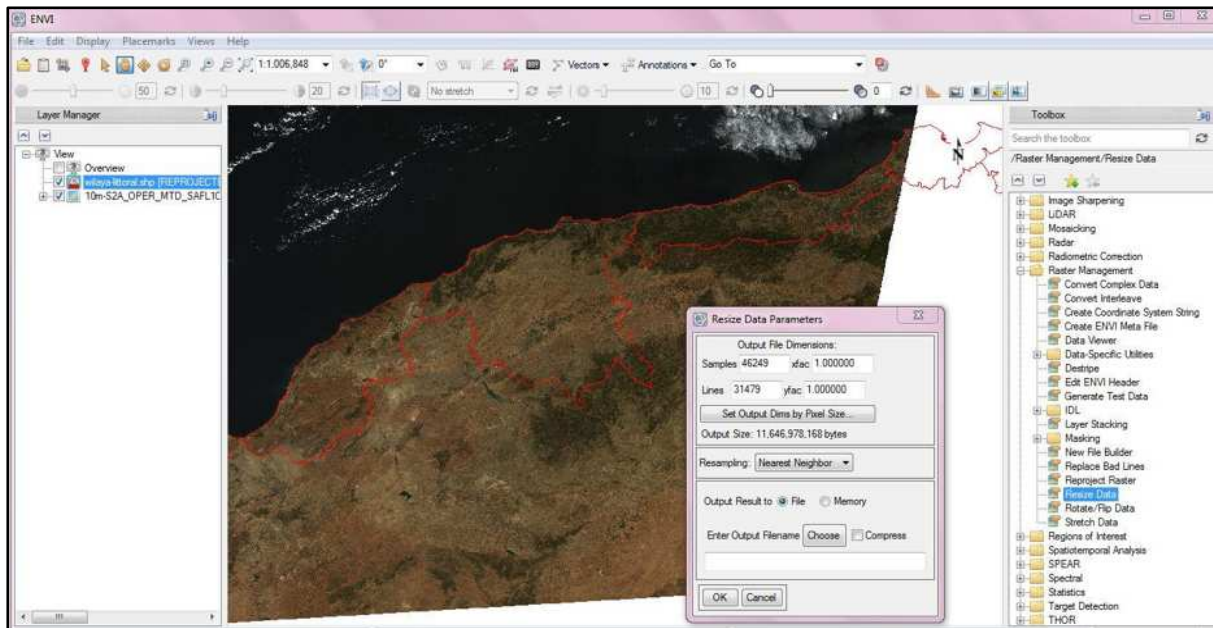 ENVI
File Edit Display Placemarks Views Help
1:1.006,848 0° Vectors Annotations Go To
50 20 No stretch 10 0
Layer Manager
View
Overview
wilaya-littoral.shp [REPROJECTE
10m-S2A_OPER_MTD_SAFL1C
N
Resize Data Parameters
Output File Dimensions:
Samples 46249 xfac 1.000000
Lines 31479 yfac 1.000000
Set Output Dims by Pixel Size...
Output Size: 11,646,978,168 bytes
Resampling: Nearest Neighbor
Output Result to File Memory
Enter Output Filename Choose Compress
OK Cancel
Toolbox
Search the toolbox
/Raster Management/Resize Data
Image Sharpening
LiDAR
Mosaicking
Radar
Radiometric Correction
Raster Management
Convert Complex Data
Convert Interleave
Create Coordinate System String
Create ENVI Meta File
Data Viewer
Data-Specific Utilities
Destripe
Edit ENVI Header
Generate Test Data
IDL
Layer Stacking
Masking
New File Builder
Replace Bad Lines
Reproject Raster
Resize Data
Rotate/Flip Data
Stretch Data
Regions of Interest
Spatiotemporal Analysis
SPEAR
Spectral
Statistics
Target Detection
THOR